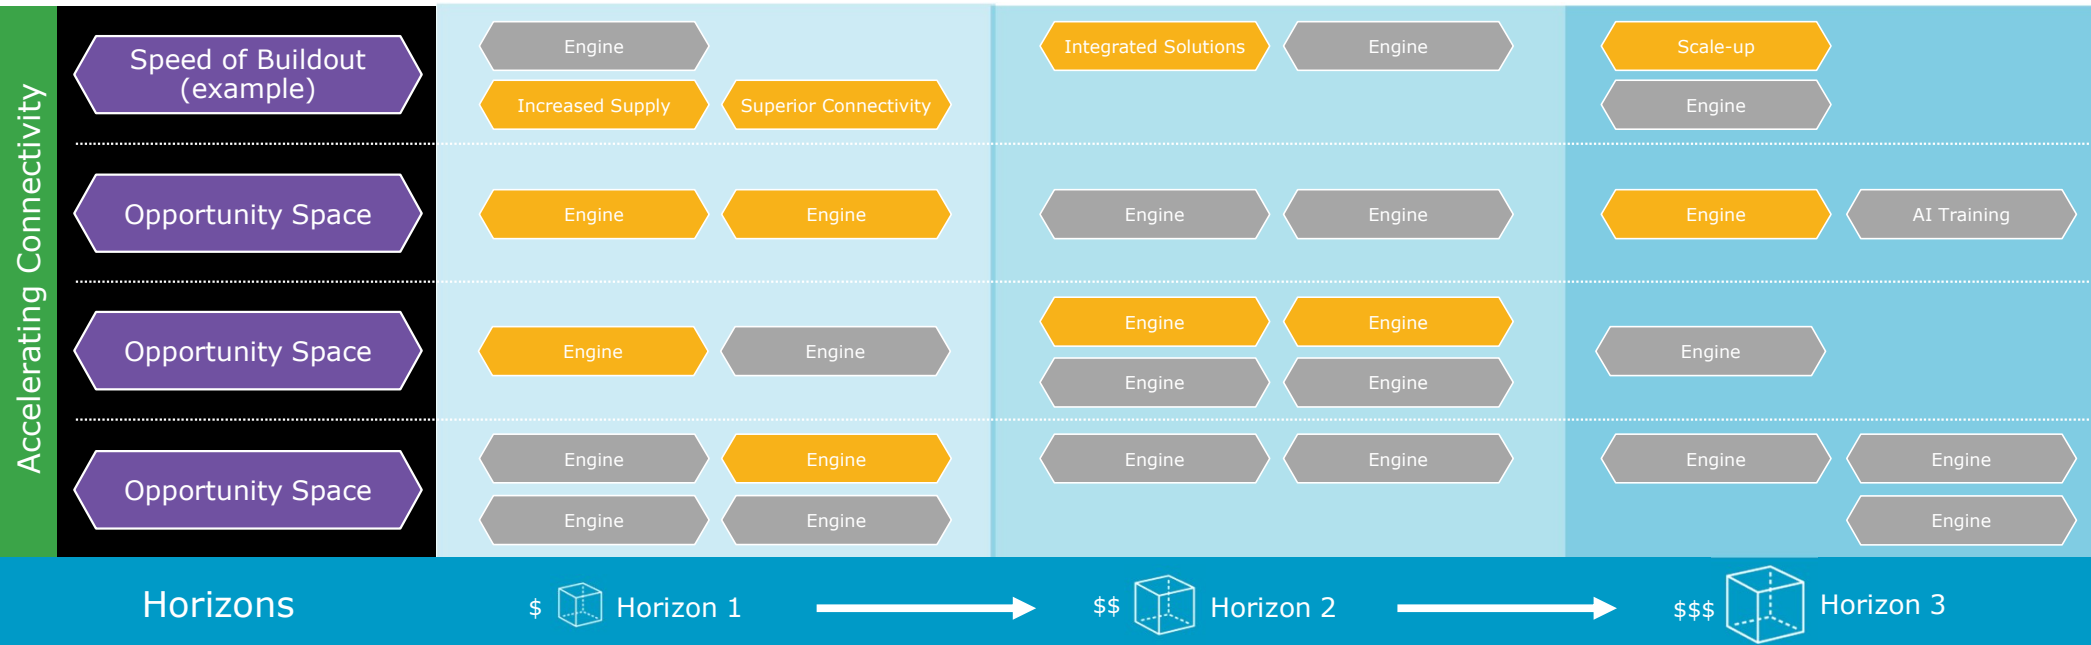 Accelerating Connectivity
Speed of Buildout
(example)
Engine
Integrated Solutions
Engine
Scale-up
Increased Supply
Superior Connectivity
Engine
Opportunity Space
Engine
Engine
Engine
Engine
Engine
AI Training
Opportunity Space
Engine
Engine
Engine
Engine
Engine
Engine
Engine
Opportunity Space
Engine
Engine
Engine
Engine
Engine
Engine
Engine
Engine
Engine
Horizons
$
Horizon 1
$$
Horizon 2
$$$
Horizon 3